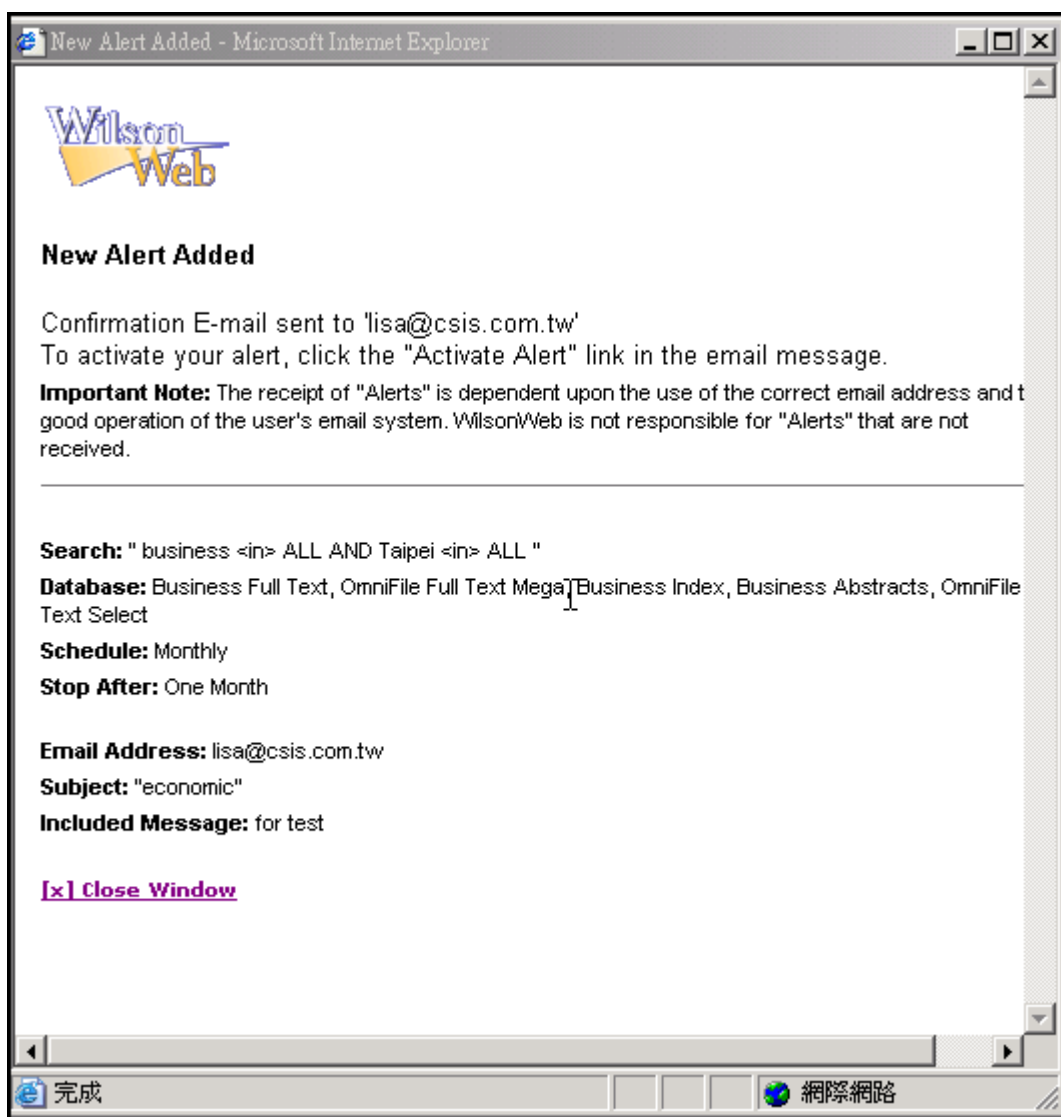 New Alert Added - Microsoft Internet Explorer
Wilson
Web
New Alert Added
Confirmation E-mail sent to 'lisa@csis.com.tw'
To activate your alert, click the "Activate Alert" link in the email message.
Important Note: The receipt of "Alerts" is dependent upon the use of the correct email address and t
good operation of the user's email system. WilsonWeb is not responsible for "Alerts" that are not
received.
Search: " business <in> ALL AND Taipei <in> ALL "
Database: Business Full Text, OmniFile Full Text Mega, Business Index, Business Abstracts, OmniFile
Text Select
Schedule: Monthly
Stop After: One Month
Email Address: lisa@csis.com.tw
Subject: "economic"
Included Message: for test
[x] Close Window
完成
網際網路